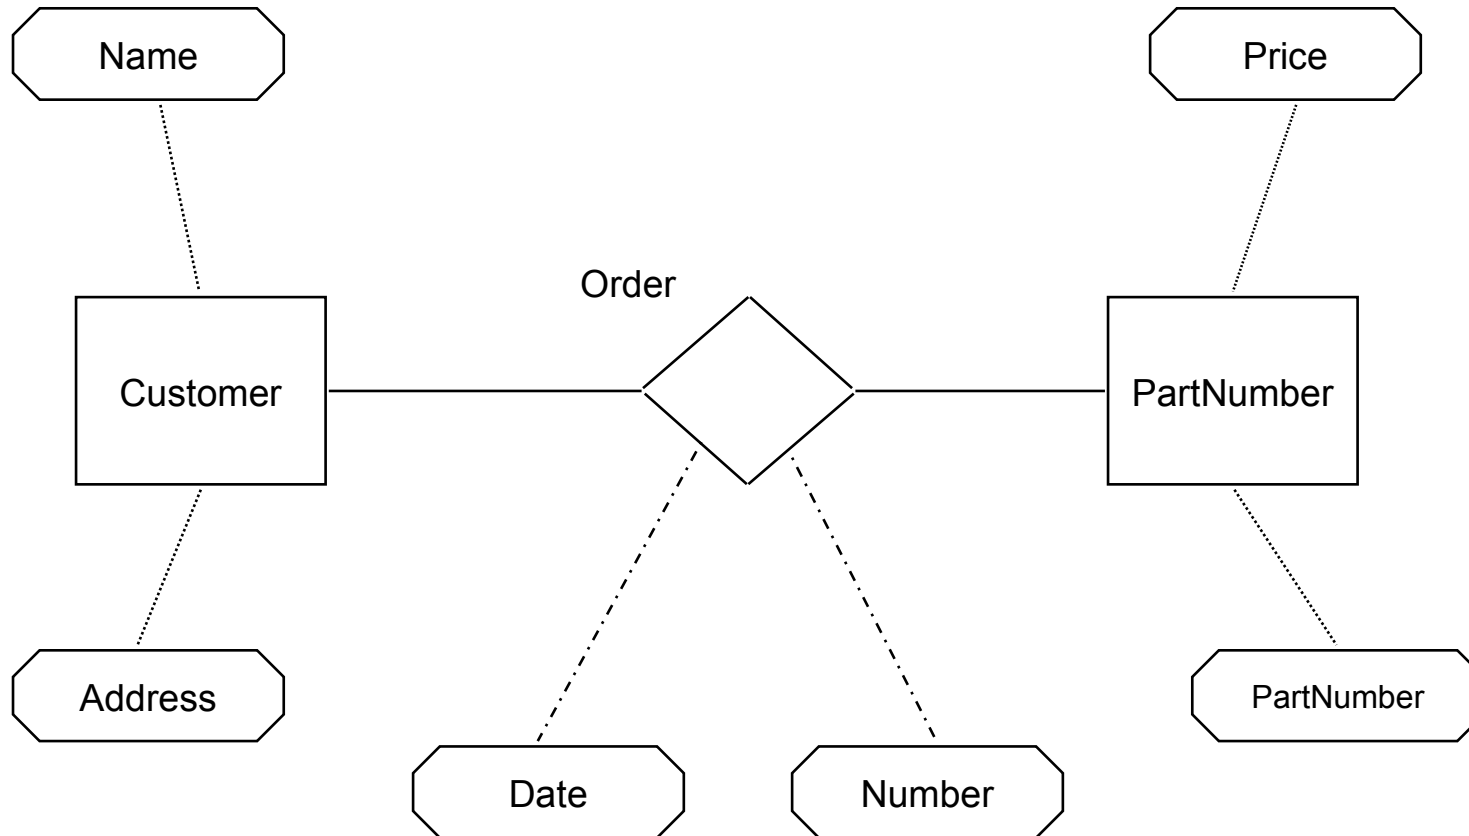 Name
Price
Order
Customer
PartNumber
Address
PartNumber
Date
Number